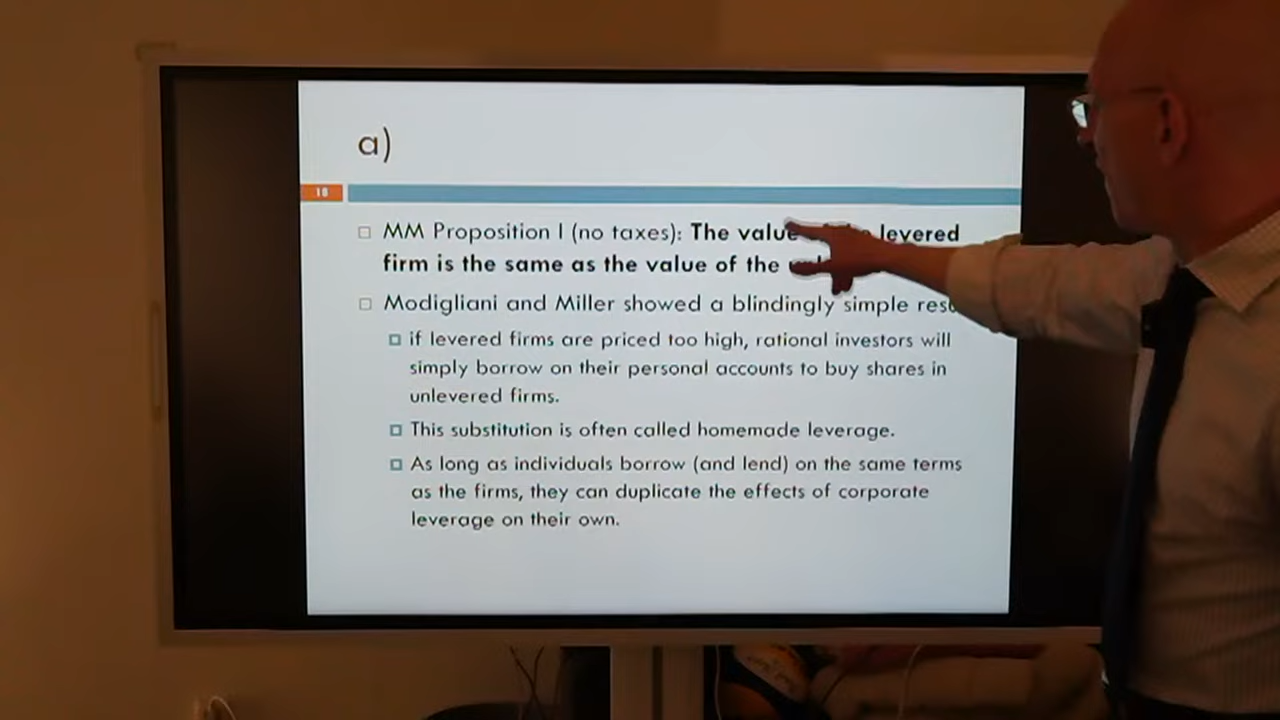 a)
18
MM Proposition I (no taxes): The value levered
firm is the same as the value of the
Modigliani and Miller showed a blindingly simple
if levered firms are priced too high, rational investors will
simply borrow on their personal accounts to buy shares in
unlevered firms.
This substitution is often called homemade leverage.
As long as individuals borrow (and lend) on the same terms
as the firms, they can duplicate the effects of corporate
leverage on their own.